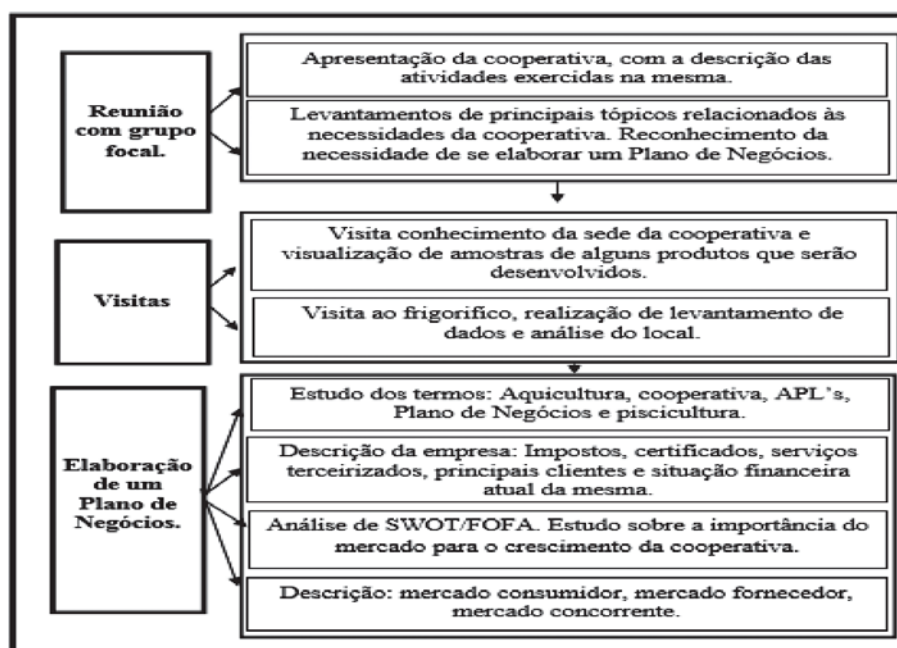 Reunião
com grupo
focal.
Apresentação da cooperativa, com a descrição das
atividades exercidas na mesma.
Levantamentos de principais tópicos relacionados às
necessidades da cooperativa. Reconhecimento da
necessidade de se elaborar um Plano de Negócios.
Visitas
Visita conhecimento da sede da cooperativa e
visualização de amostras de alguns produtos que serão
desenvolvidos.
Visita ao frigorifico, realização de levantamento de
dados e análise do local.
Elaboração
de um
Plano de
Negócios.
Estudo dos termos: Aquicultura, cooperativa, APL's,
Plano de Negócios e piscicultura.
Descrição da empresa: Impostos, certificados, serviços
terceirizados, principais clientes e situação financeira
atual da mesma.
Análise de SWOT/FOFA. Estudo sobre a importância do
mercado para o crescimento da cooperativa.
Descrição: mercado consumidor, mercado fornecedor,
mercado concorrente.